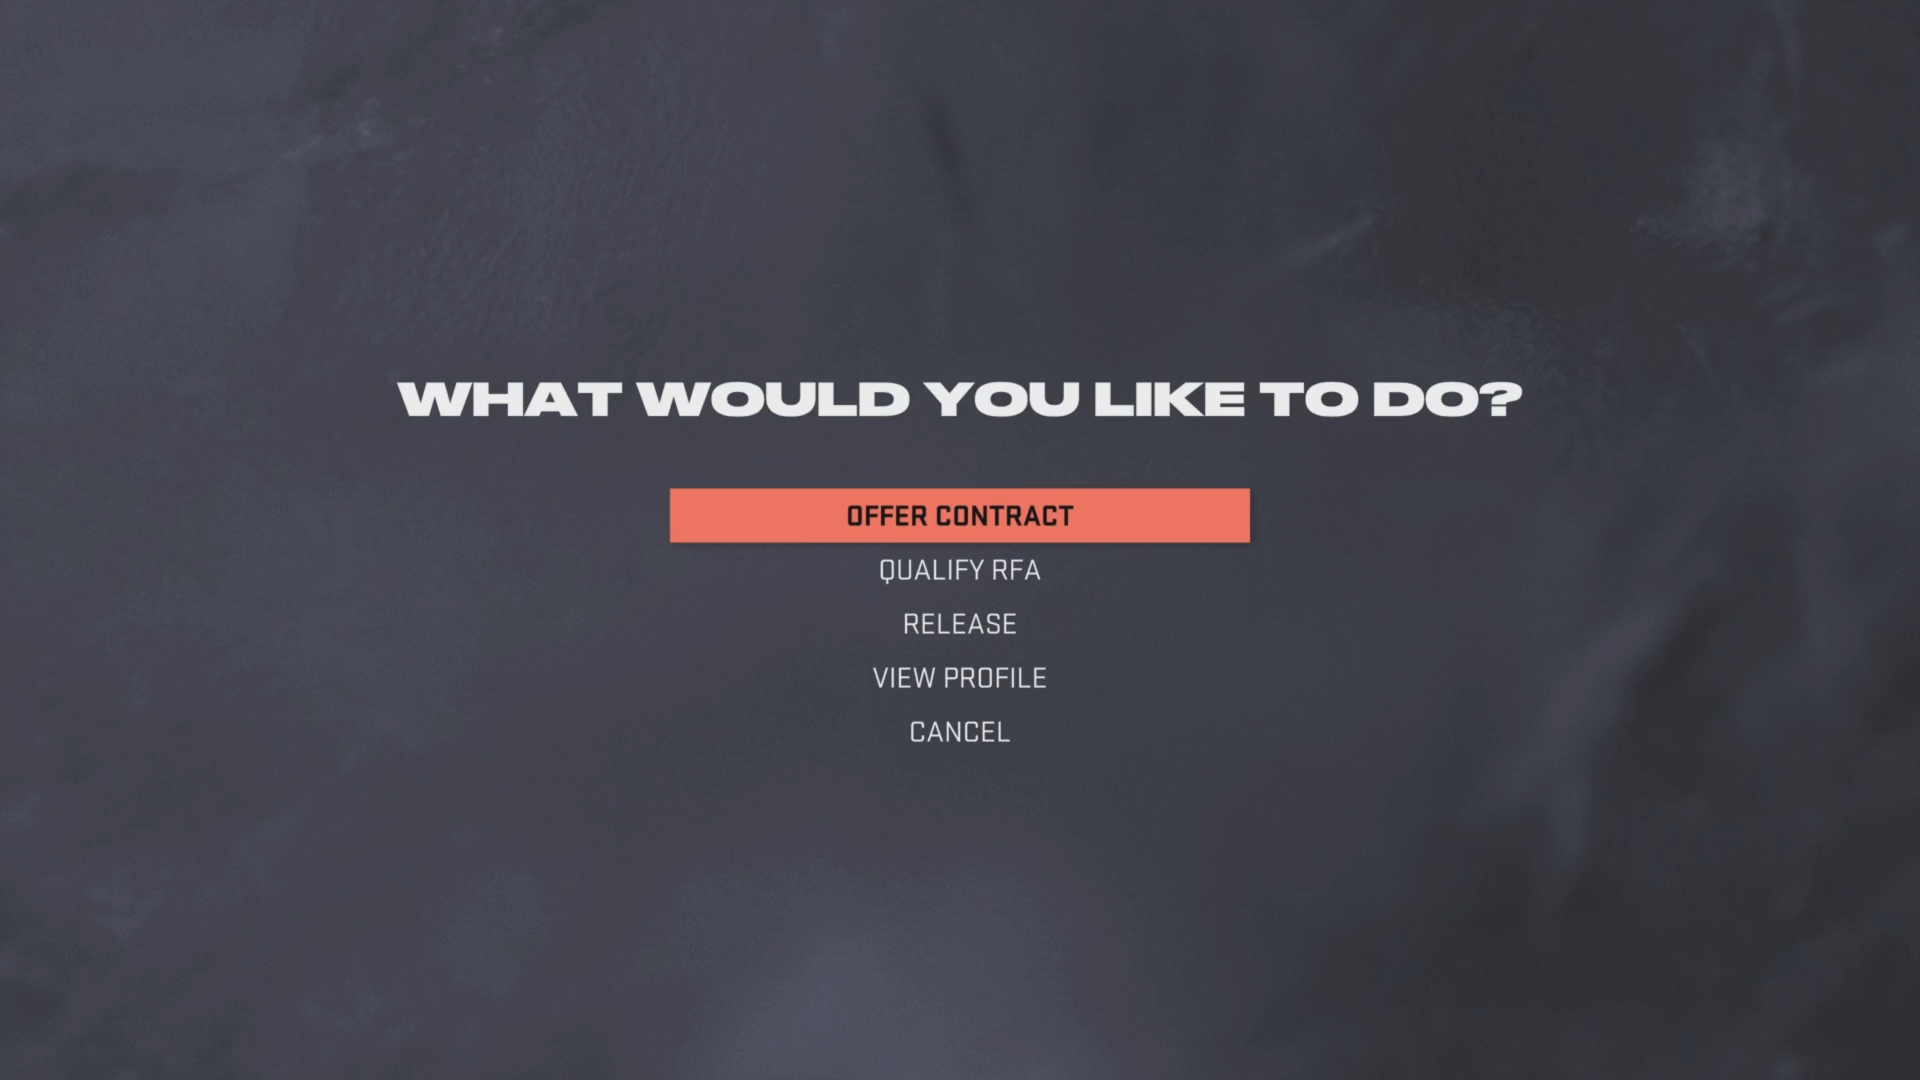 WHAT WOULD YOU LIKE TO DO?
OFFER CONTRACT
QUALIFY RFA
RELEASE
VIEW PROFILE
CANCEL